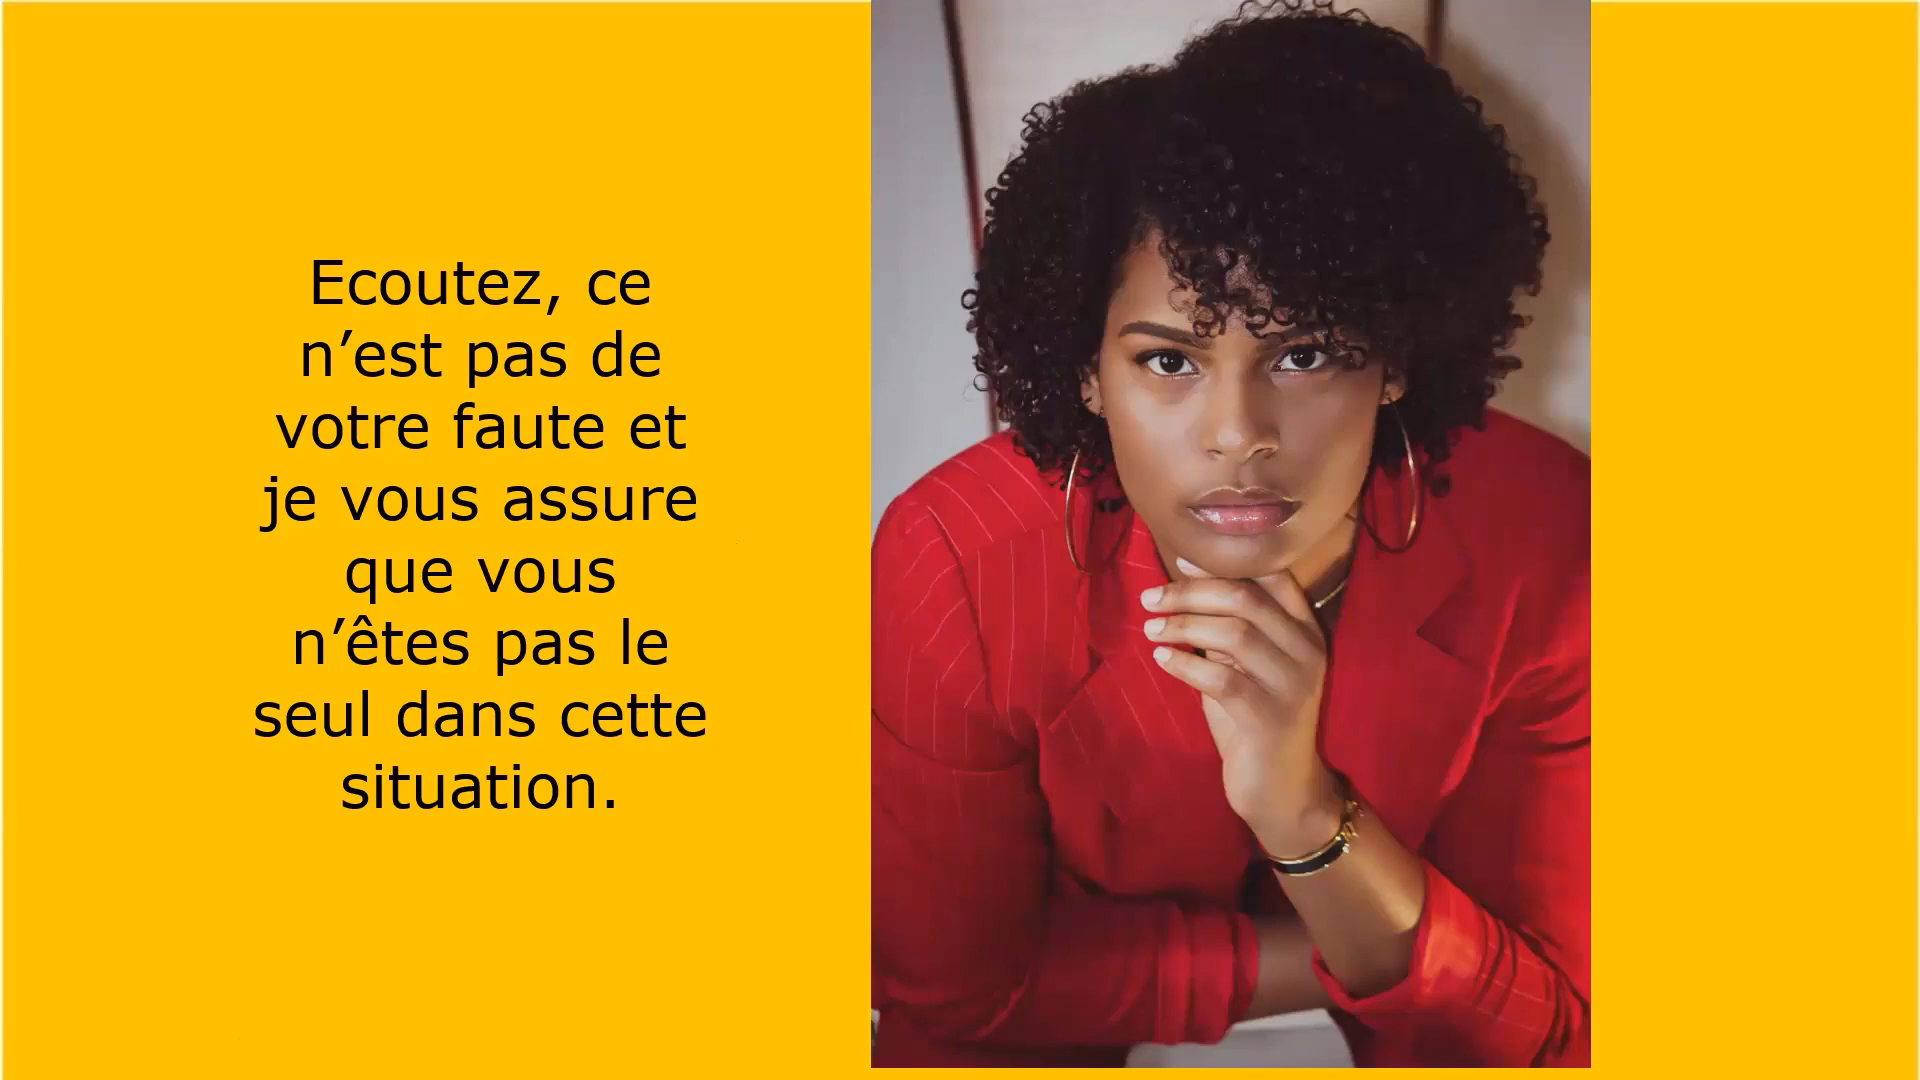 Ecoutez, ce
n’est pas de
votre faute et
je vous assure
que vous
n’êtes pas le
seul dans cette
situation.